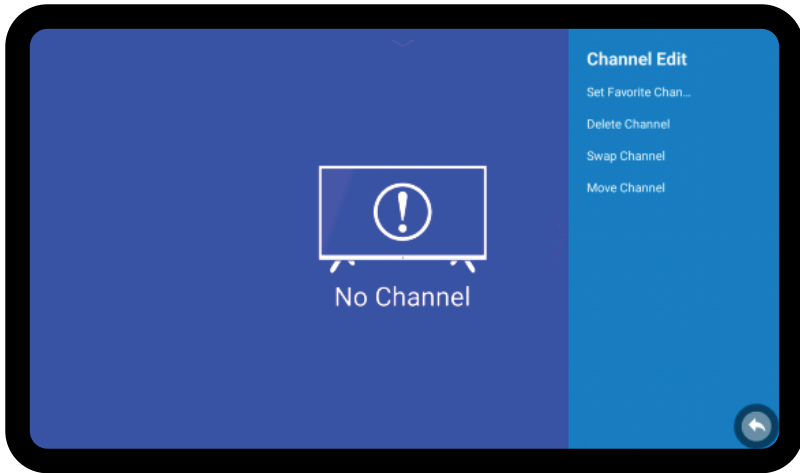 Channel Edit
Set Favorite Chan...
Delete Channel
Swap Channel
Move Channel
No Channel